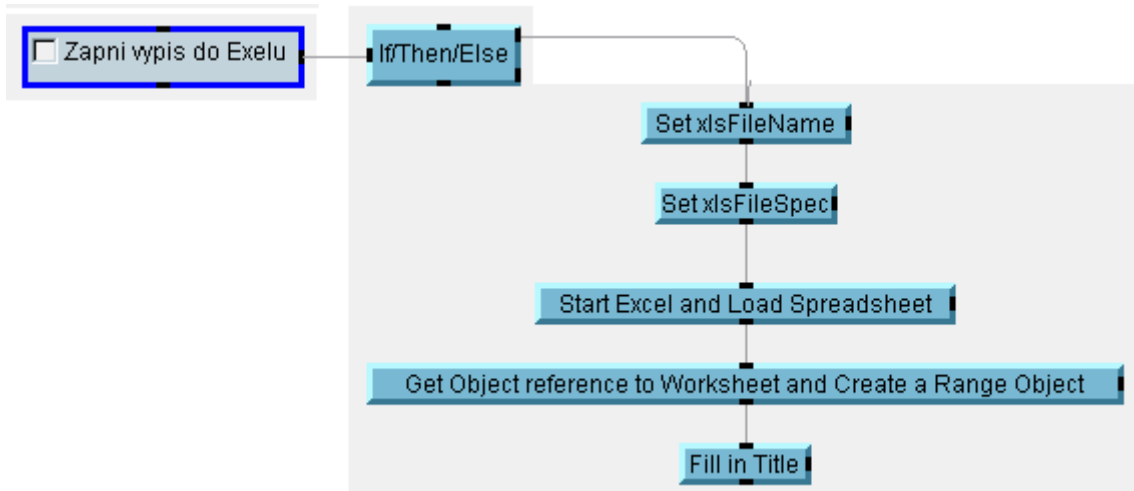 Zapni vypis do Exelu
If/Then/Else
Set xlsFileName
Set xlsFileSpec
Start Excel and Load Spreadsheet
Get Object reference to Worksheet and Create a Range Object
Fill in Title